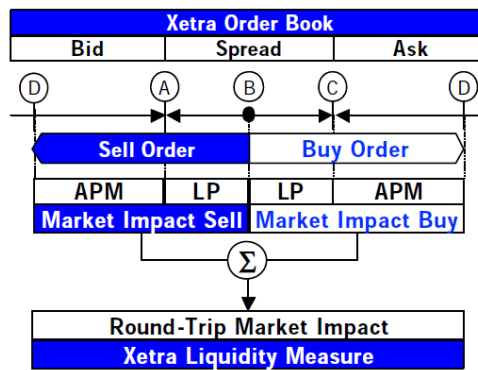 Xetra Order Book
Bid Spread Ask
D A B C D
Sell Order Buy Order
APM LP LP APM
Market Impact Sell Market Impact Buy
Σ
Round-Trip Market Impact
Xetra Liquidity Measure